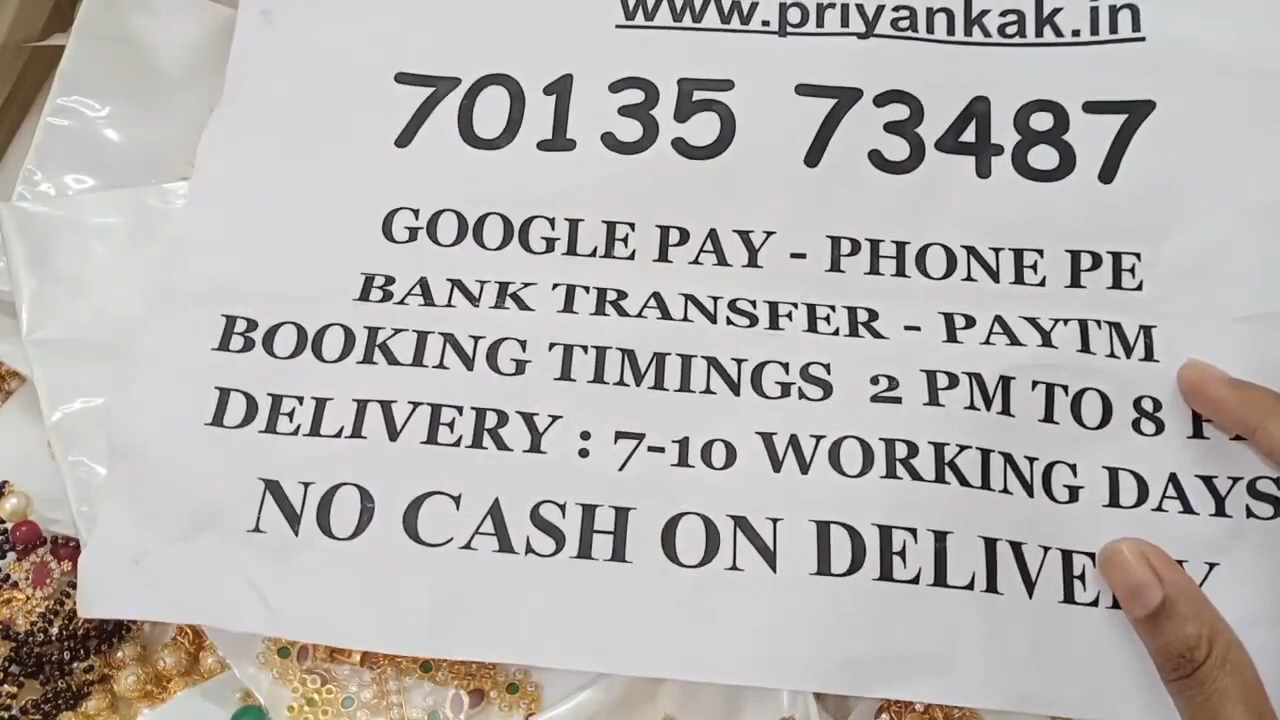 www.priyankak.in
70135 73487
GOOGLE PAY - PHONE PE
BANK TRANSFER - PAYTM
BOOKING TIMINGS 2 PM TO 8
DELIVERY : 7-10 WORKING DAYS
NO CASH ON DELIVERY